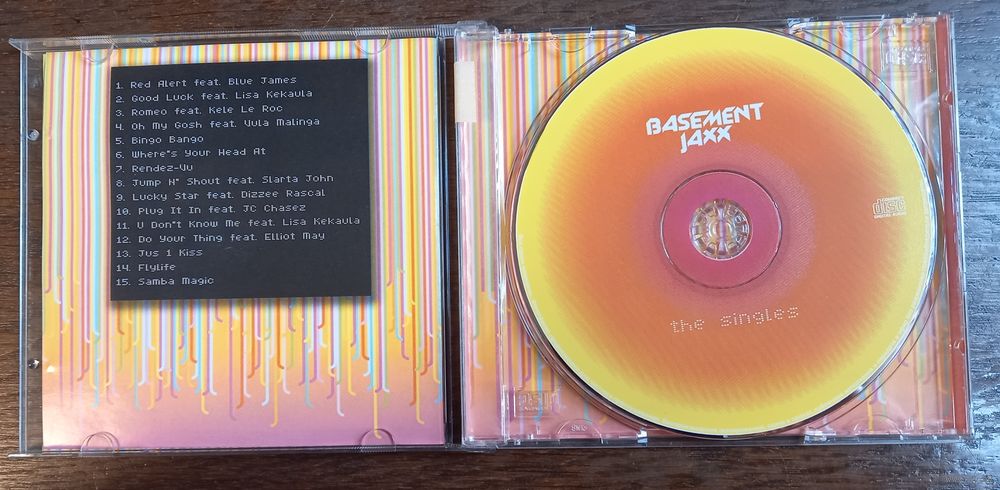 1. Red Alert feat. Blue James
2. Good Luck feat. Lisa Kekaula
3. Romeo feat. Kele Le Roc
4. Oh My Gosh feat. Vula Malinga
5. Bingo Bango
6. Where's Your Head At
7. Rendez-Vu
8. Jump N' Shout feat. Slarta John
9. Lucky Star feat. Dizzee Rascal
10. Plug It In feat. JC Chasez
11. U Don't Know Me feat. Lisa Kekaula
12. Do Your Thing feat. Elliot May
13. Jus 1 Kiss
14. Flylife
15. Samba Magic
BASEMENT
JAXX
COMPACT
disc
DIGITAL AUDIO
the singles